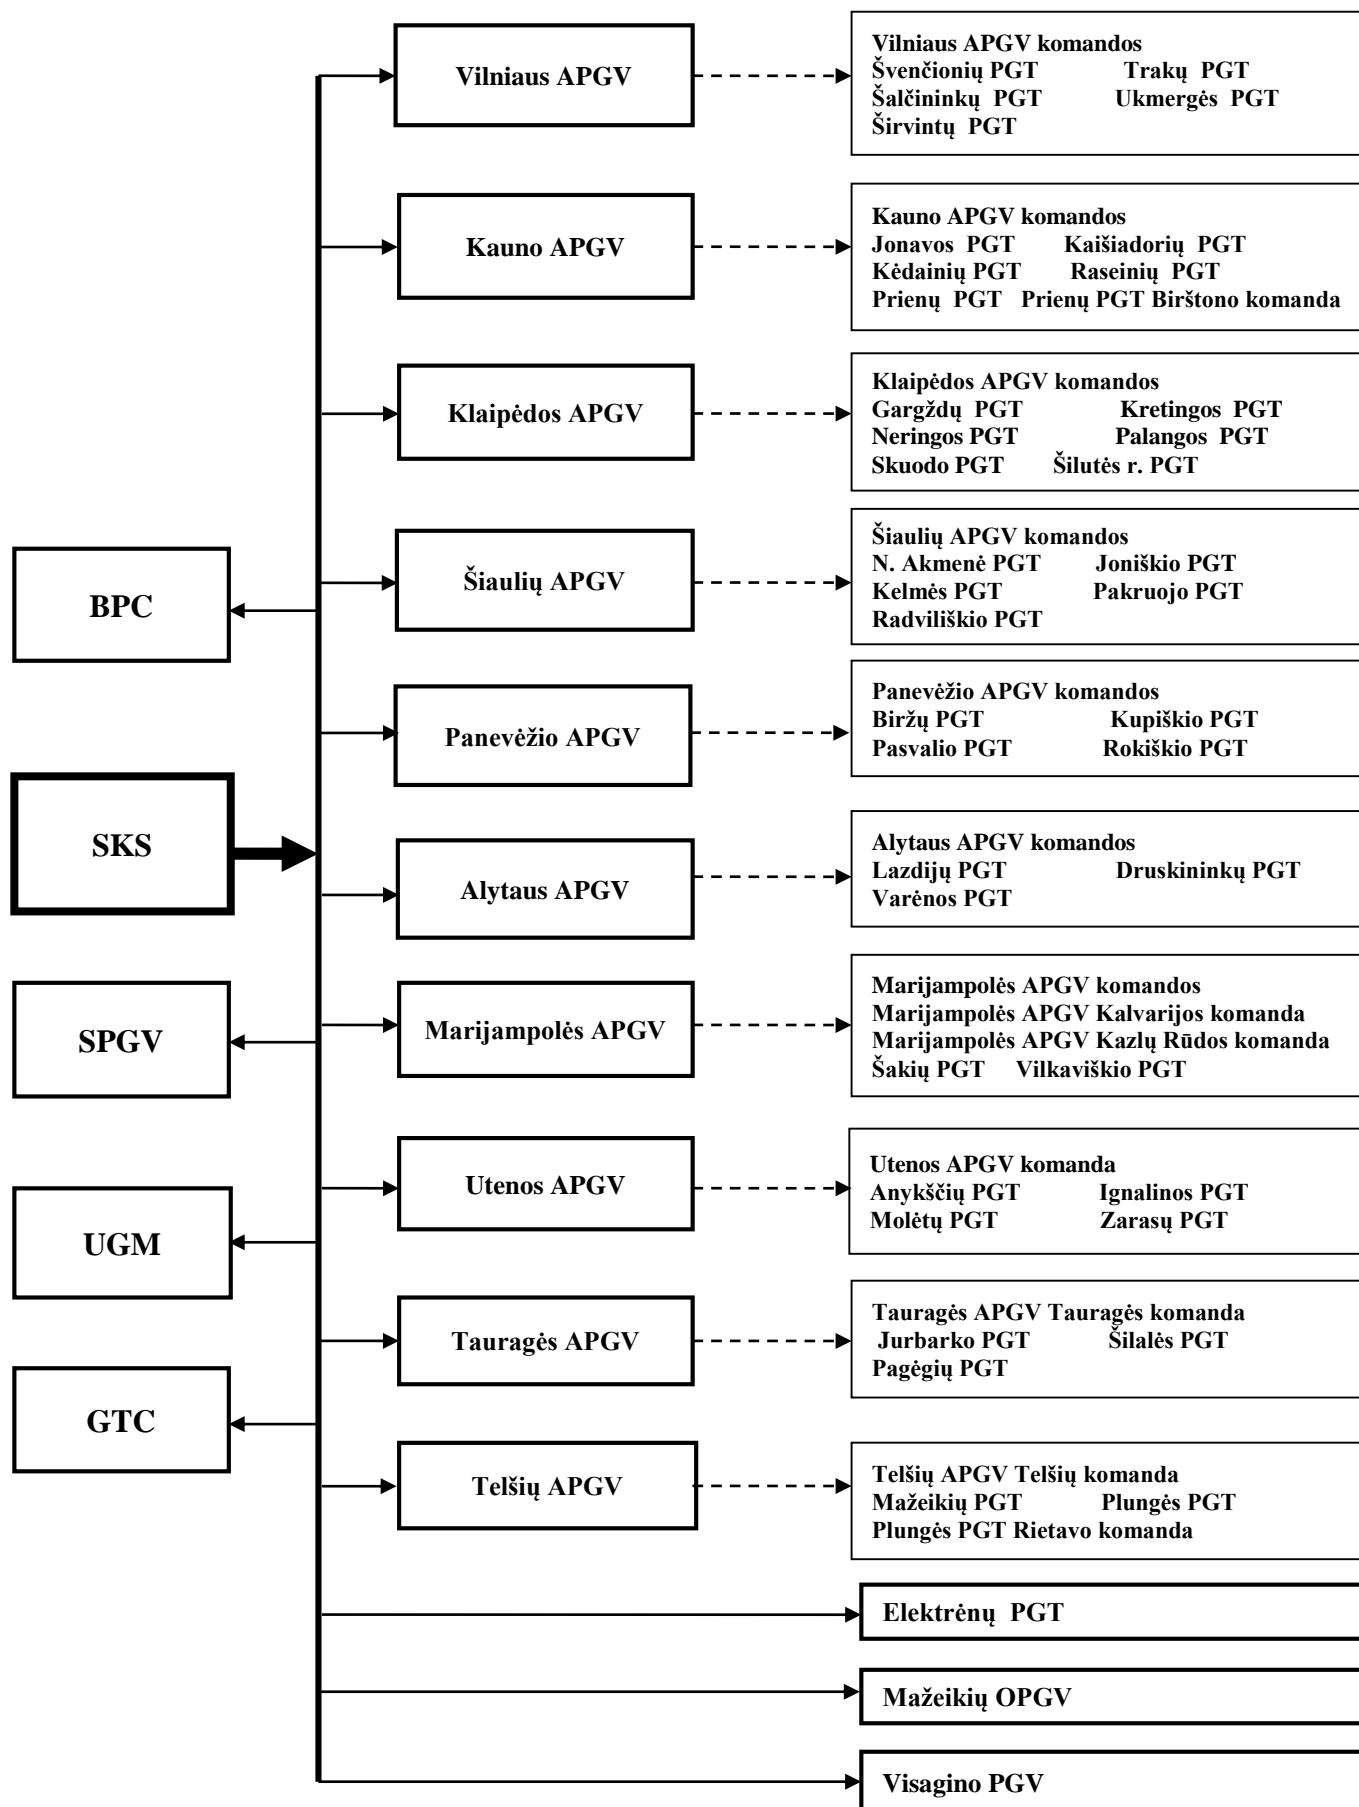 Vilniaus APGV
Vilniaus APGV komandos
Švenčionių PGT Trakų PGT
Šalčininkų PGT Ukmergės PGT
Širvintų PGT
Kauno APGV
Kauno APGV komandos
Jonavos PGT Kaišiadorių PGT
Kėdainių PGT Raseinių PGT
Prienų PGT Prienų PGT Birštono komanda
Klaipėdos APGV
Klaipėdos APGV komandos
Gargždų PGT Kretingos PGT
Neringos PGT Palangos PGT
Skuodo PGT Šilutės r. PGT
BPC
Šiaulių APGV
Šiaulių APGV komandos
N. Akmenė PGT Joniškio PGT
Kelmės PGT Pakruojo PGT
Radviliškio PGT
Panevėžio APGV
Panevėžio APGV komandos
Biržų PGT Kupiškio PGT
Pasvalio PGT Rokiškio PGT
SKS
Alytaus APGV
Alytaus APGV komandos
Lazdijų PGT Druskininkų PGT
Varėnos PGT
SPGV
Marijampolės APGV
Marijampolės APGV komandos
Marijampolės APGV Kalvarijos komanda
Marijampolės APGV Kazlų Rūdos komanda
Šakių PGT Vilkaviškio PGT
UGM
Utenos APGV
Utenos APGV komanda
Anykščių PGT Ignalinos PGT
Molėtų PGT Zarasų PGT
Tauragės APGV
Tauragės APGV Tauragės komanda
Jurbarko PGT Šilalės PGT
Pagėgių PGT
GTC
Telšių APGV
Telšių APGV Telšių komanda
Mažeikių PGT Plungės PGT
Plungės PGT Rietavo komanda
Elektrėnų PGT
Mažeikių OPGV
Visagino PGV